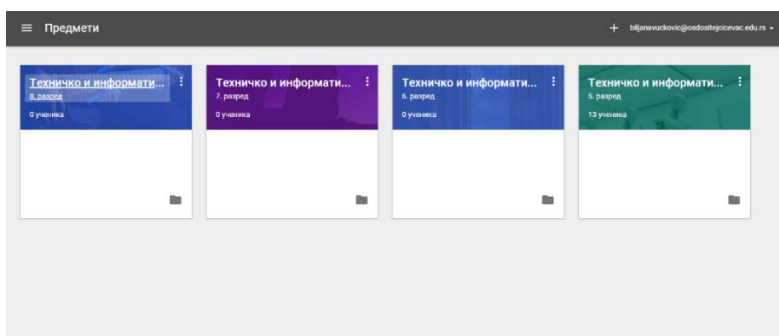 Предмети
biljanavuckovic@osdositejcicevac.edu.rs
Техничко и информати...
8. разред
0 ученика
Техничко и информати...
7. разред
0 ученика
Техничко и информати...
6. разред
0 ученика
Техничко и информати...
5. разред
13 ученика